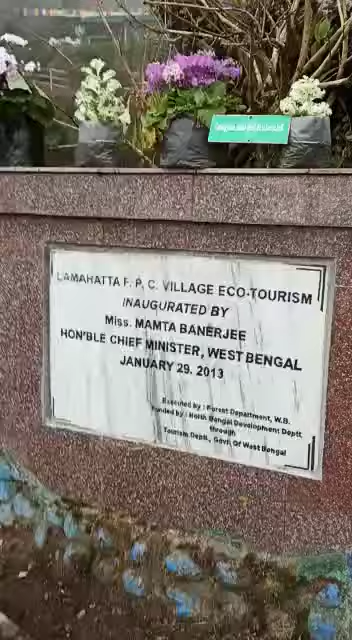 LAMAHATTA F. P. C. VILLAGE ECO-TOURISM
INAUGURATED BY
Miss. MAMTA BANERJEE
HON'BLE CHIEF MINISTER, WEST BENGAL
JANUARY 29, 2013
Executed by : Forest Department, W.B.
Funded by : North Bengal Development Deptt.
through
Tourism Deptt., Govt. Of West Bengal